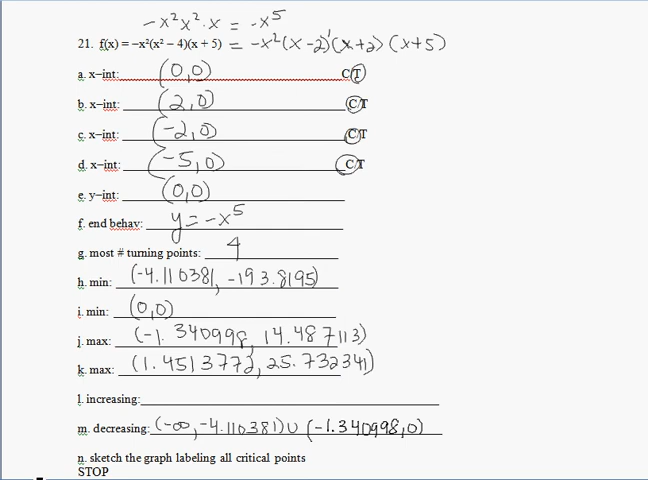 -x²x²·x = -x⁵
21. f(x) = -x²(x² – 4)(x + 5) = -x²(x-2)¹(x+2)(x+5)
a. x-int: (0,0) C/T
b. x-int: (2,0) C/T
c. x-int: (-2,0) C/T
d. x-int: (-5,0) C/T
e. y-int: (0,0)
f. end behav: y = -x⁵
g. most # turning points: 4
h. min: (-4.110381, -193.8195)
i. min: (0,0)
j. max: (-1.340998, 14.487113)
k. max: (1.4513773, 25.732341)
l. increasing:
m. decreasing: (-∞, -4.110381) ∪ (-1.340998, 0)
n. sketch the graph labeling all critical points
STOP